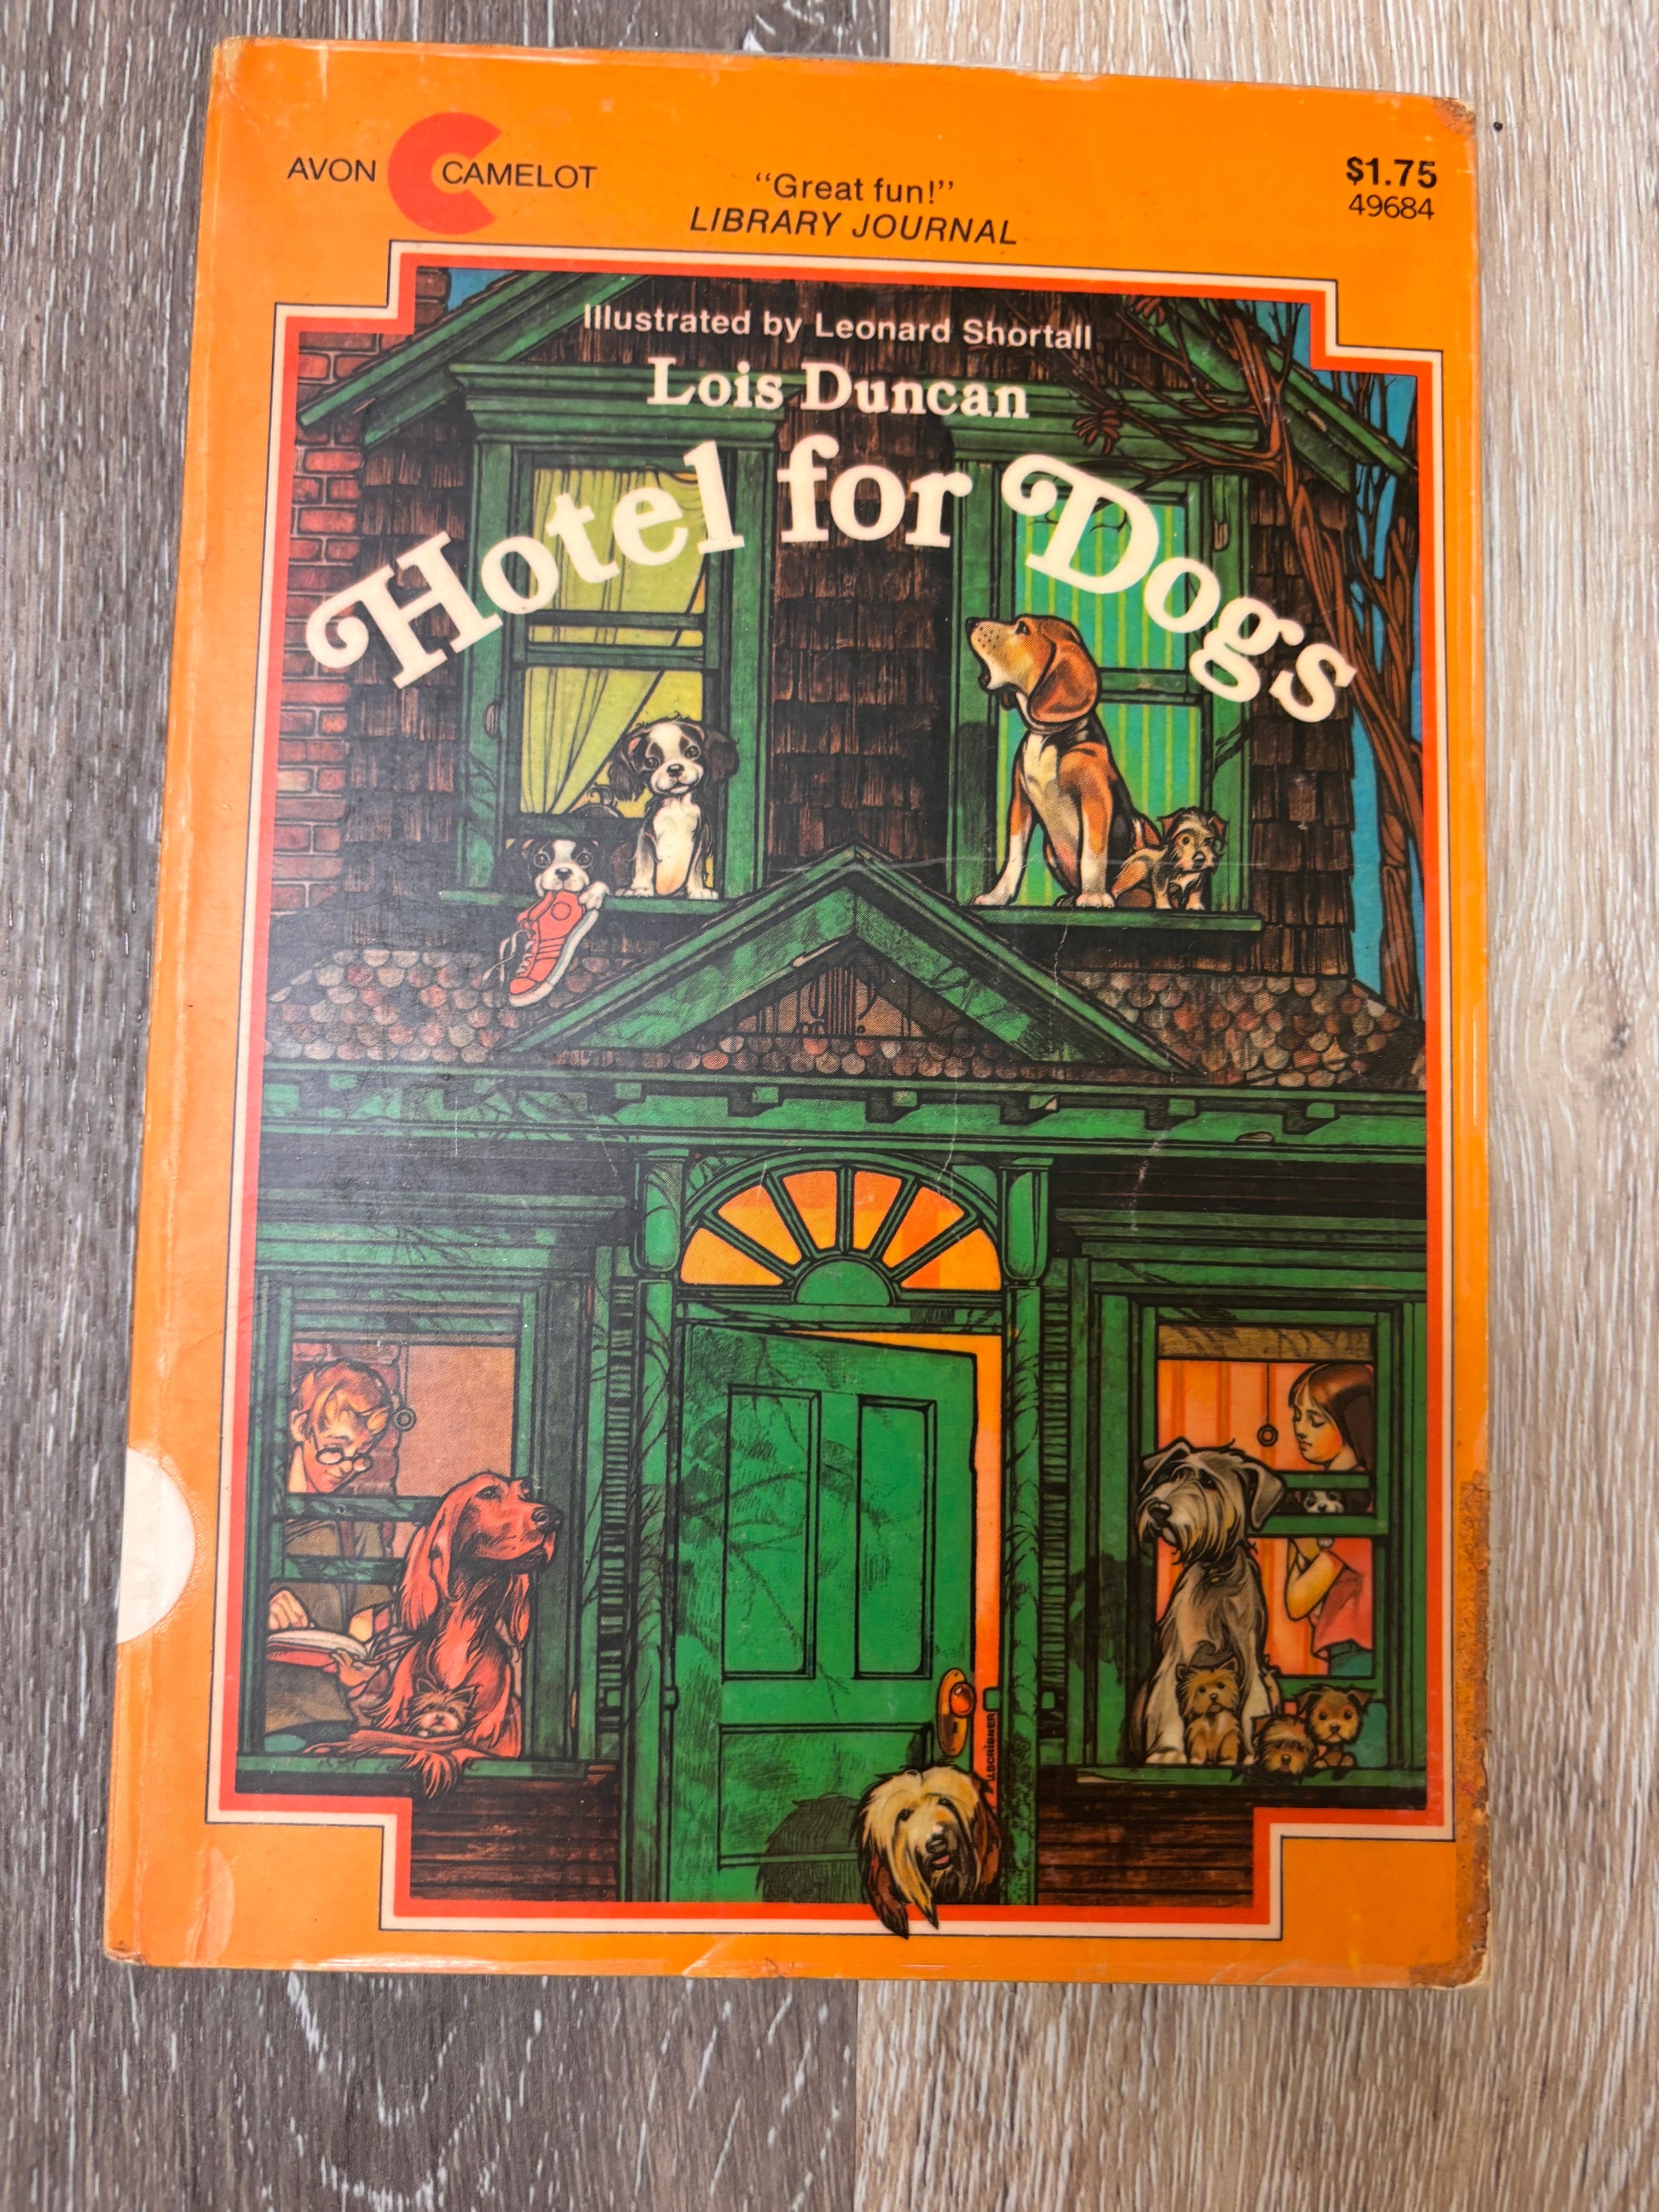 AVON CAMELOT
"Great fun!"
LIBRARY JOURNAL
$1.75
49684
Illustrated by Leonard Shortall
Lois Duncan
Hotel for Dogs